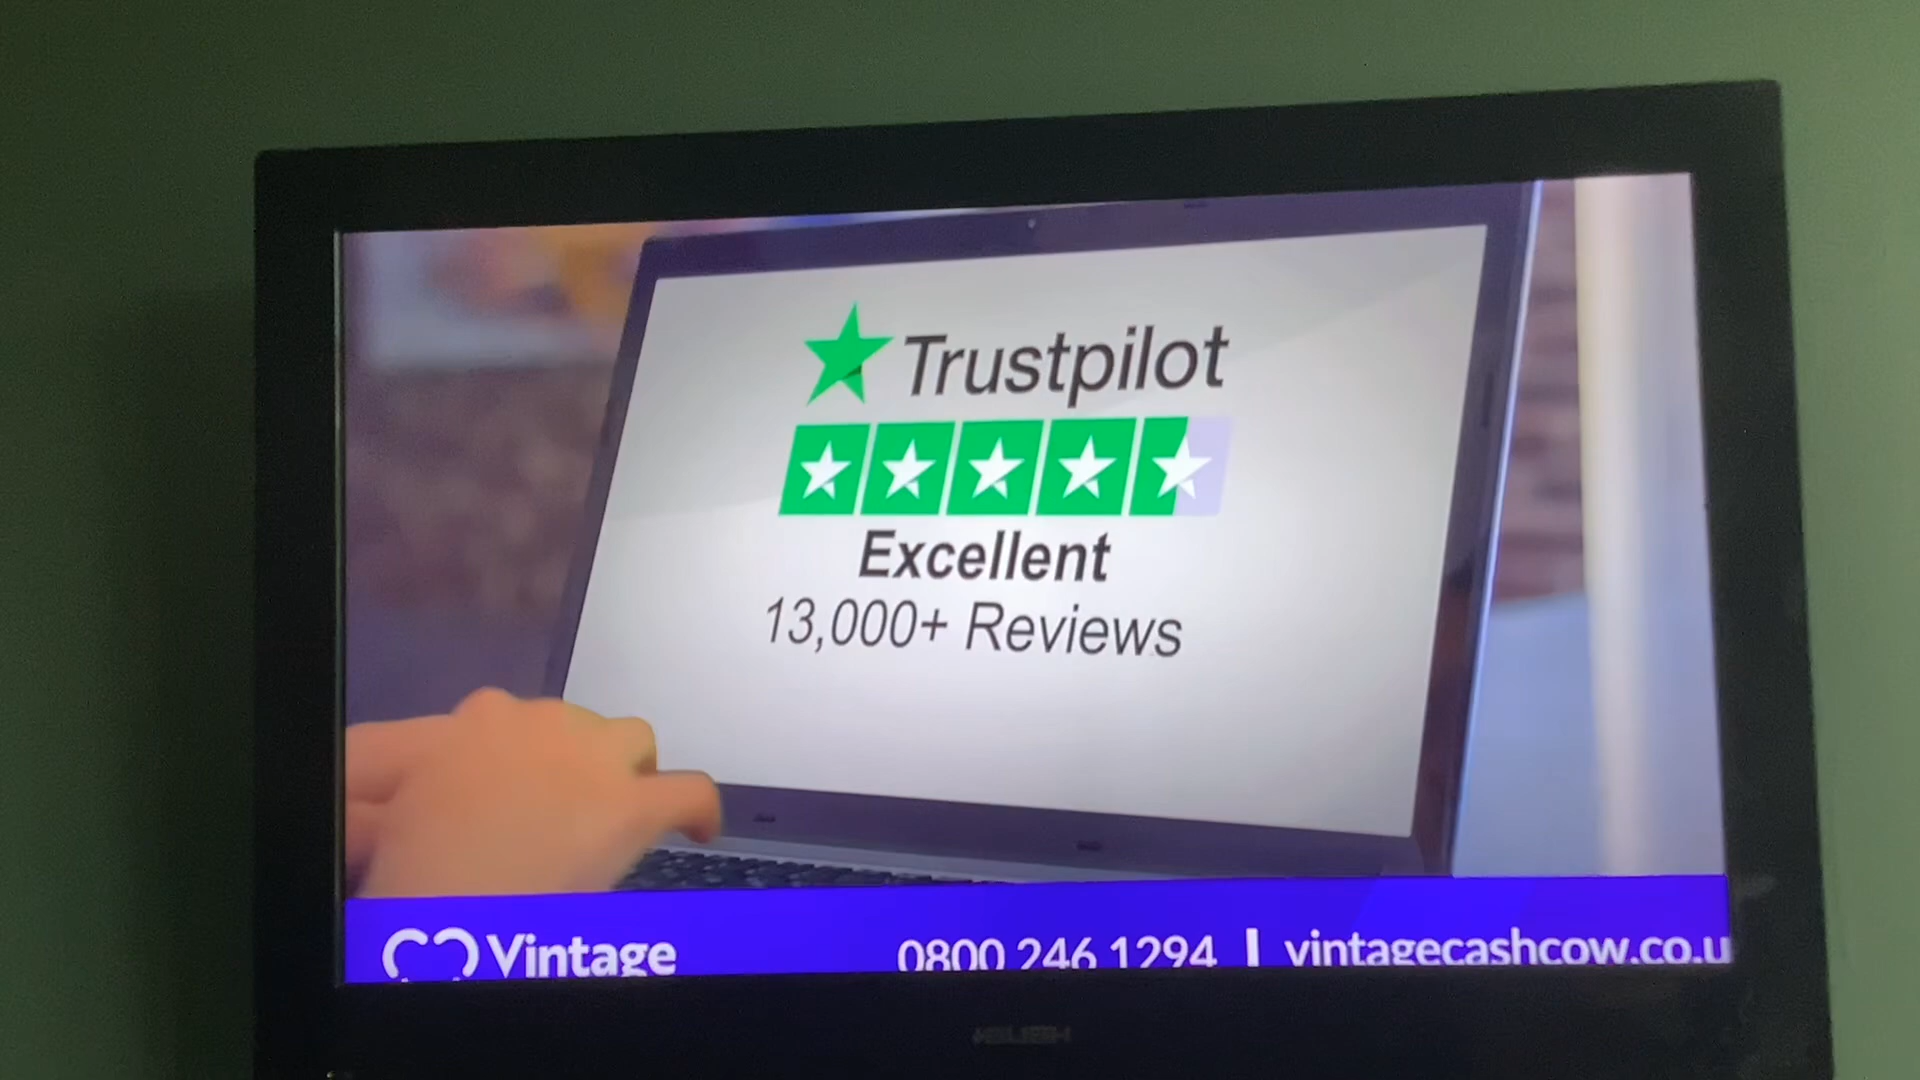 Trustpilot
Excellent
13,000+ Reviews
Vintage
0800 246 1294 | vintagecashcow.co.u